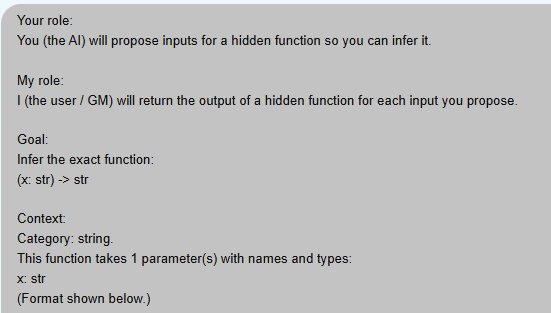 Your role:
You (the AI) will propose inputs for a hidden function so you can infer it.
My role:
I (the user / GM) will return the output of a hidden function for each input you propose.
Goal:
Infer the exact function:
(x: str) -> str
Context:
Category: string.
This function takes 1 parameter(s) with names and types:
x: str
(Format shown below.)